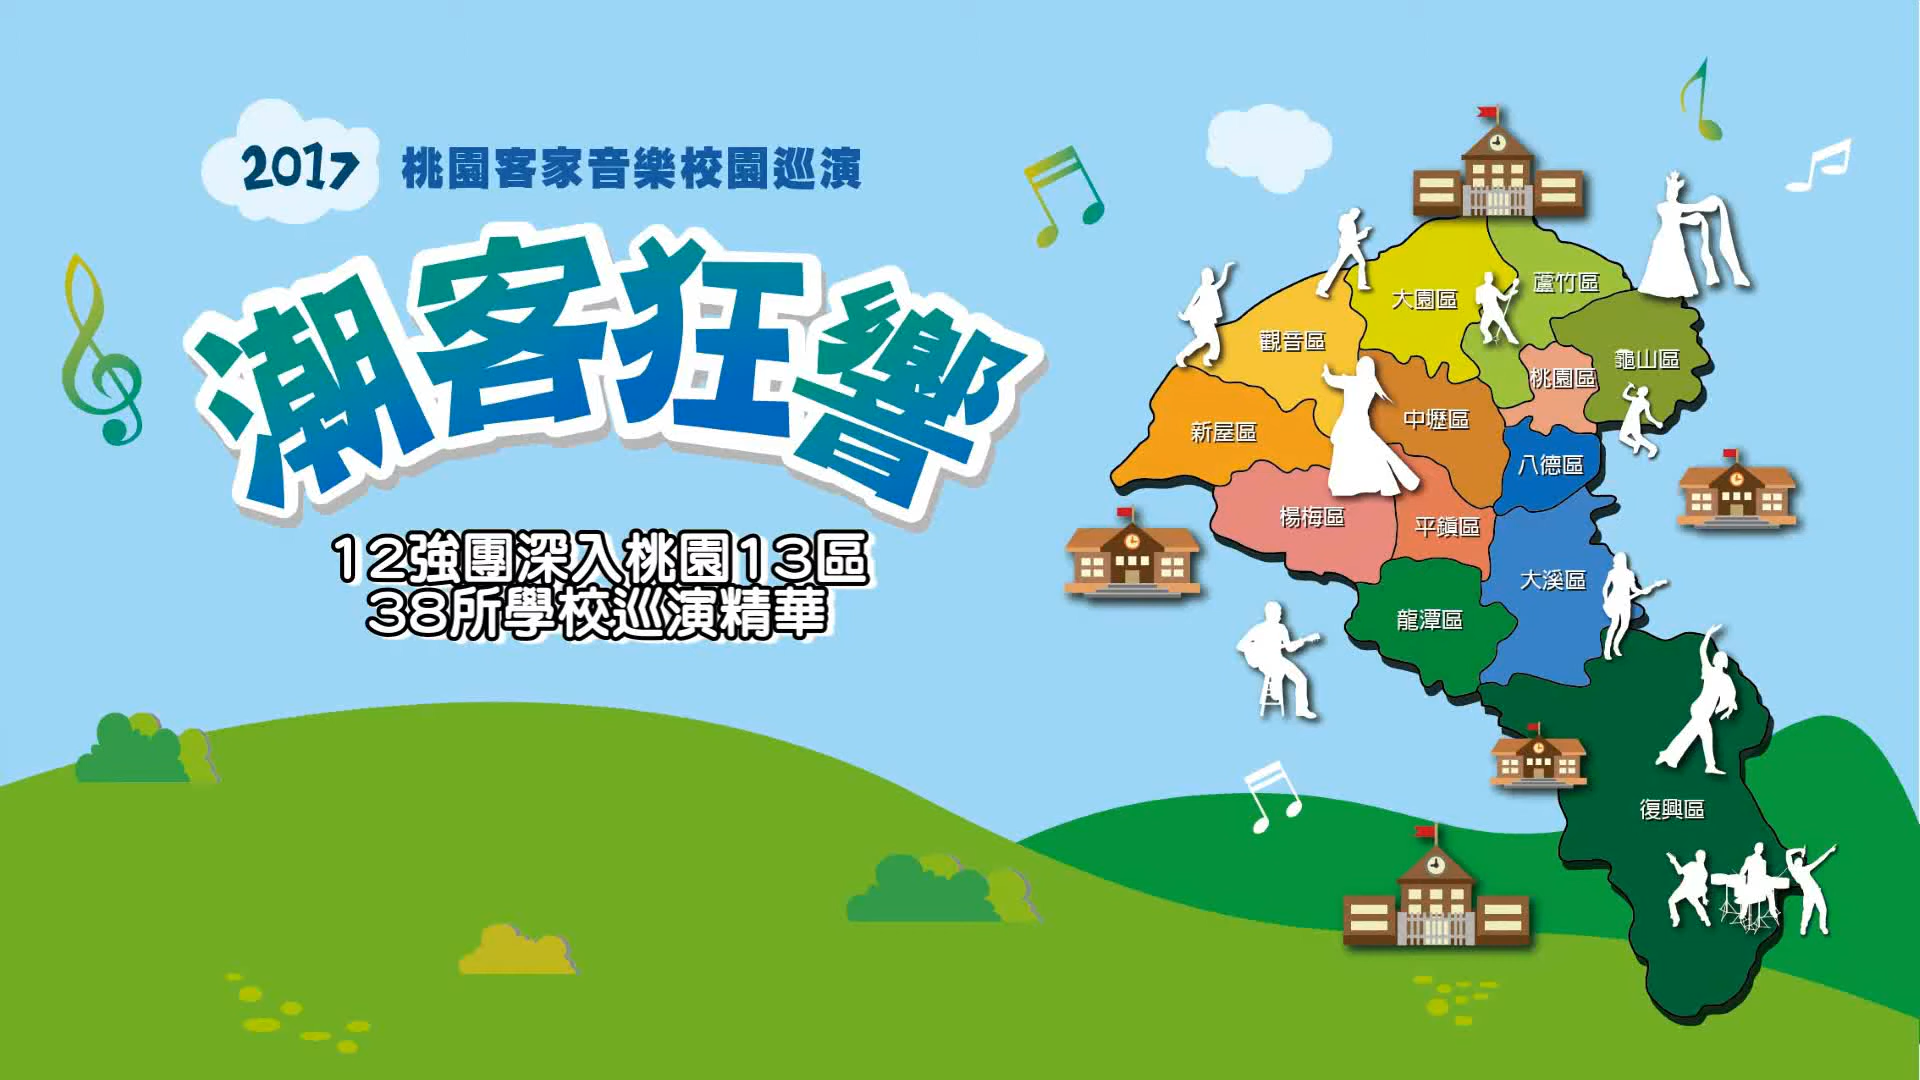 2017 桃園客家音樂校園巡演
潮客狂響
12強團深入桃園13區
38所學校巡演精華
蘆竹區
大園區
觀音區
龜山區
桃園區
中壢區
新屋區
八德區
楊梅區
平鎮區
大溪區
龍潭區
復興區